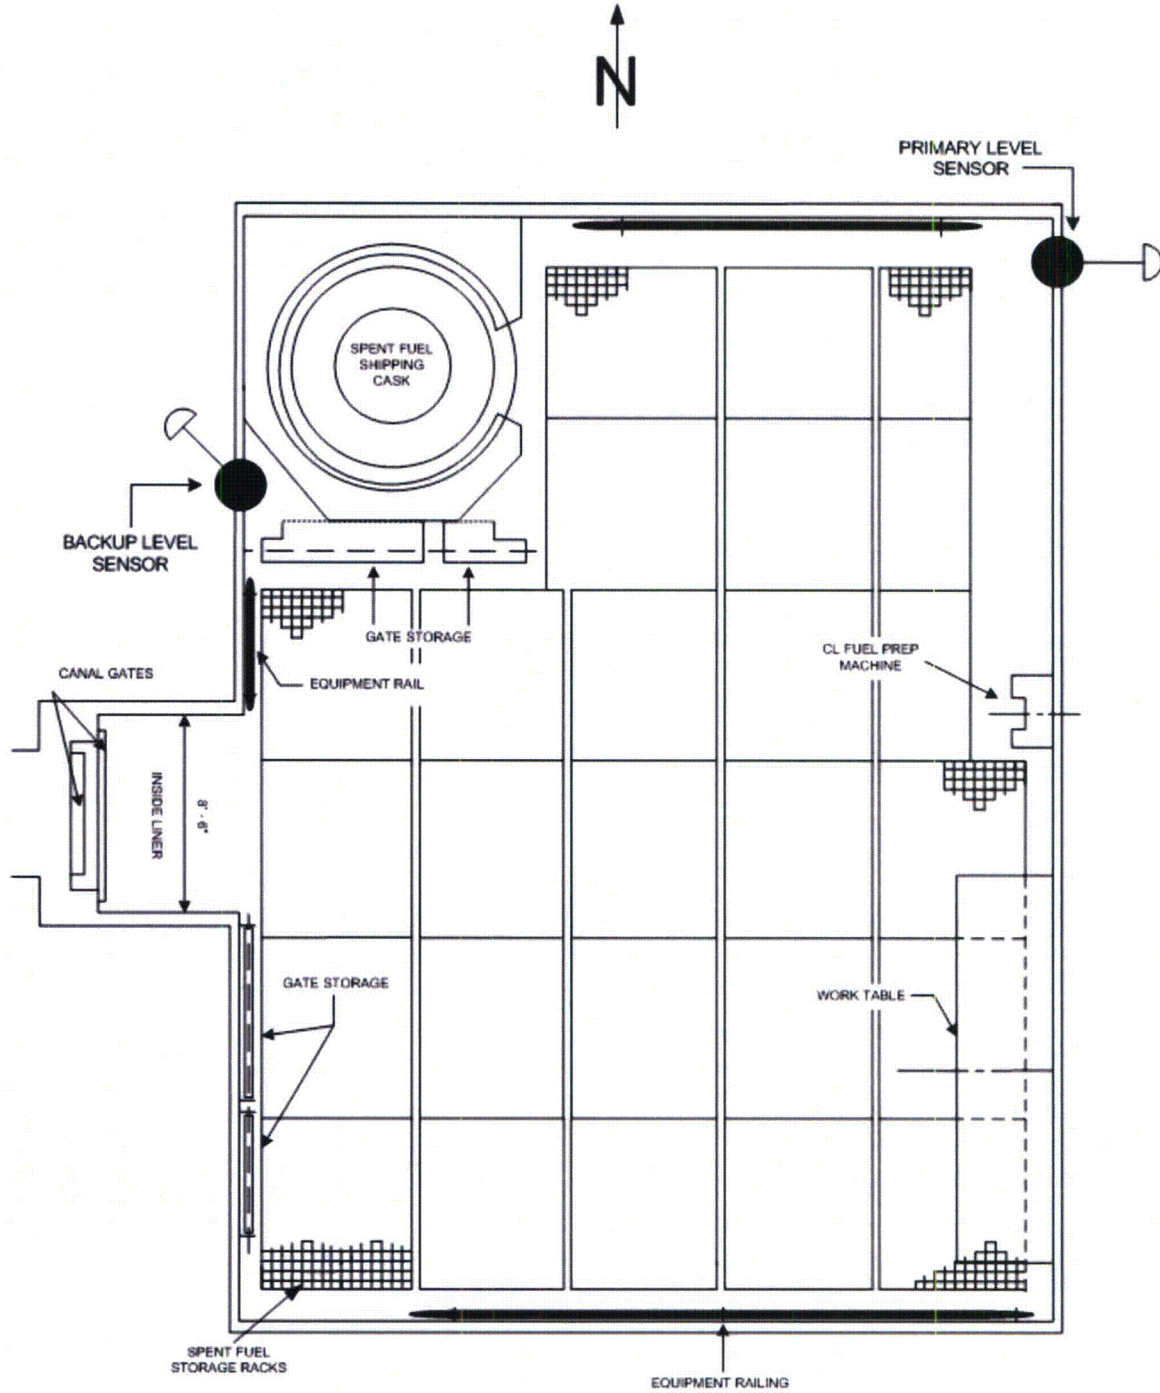 N
PRIMARY LEVEL
SENSOR
SPENT FUEL
SHIPPING
CASK
BACKUP LEVEL
SENSOR
GATE STORAGE
CL FUEL PREP
MACHINE
CANAL GATES
EQUIPMENT RAIL
INSIDE LINER
8' - 6"
GATE STORAGE
WORK TABLE
SPENT FUEL
STORAGE RACKS
EQUIPMENT RAILING